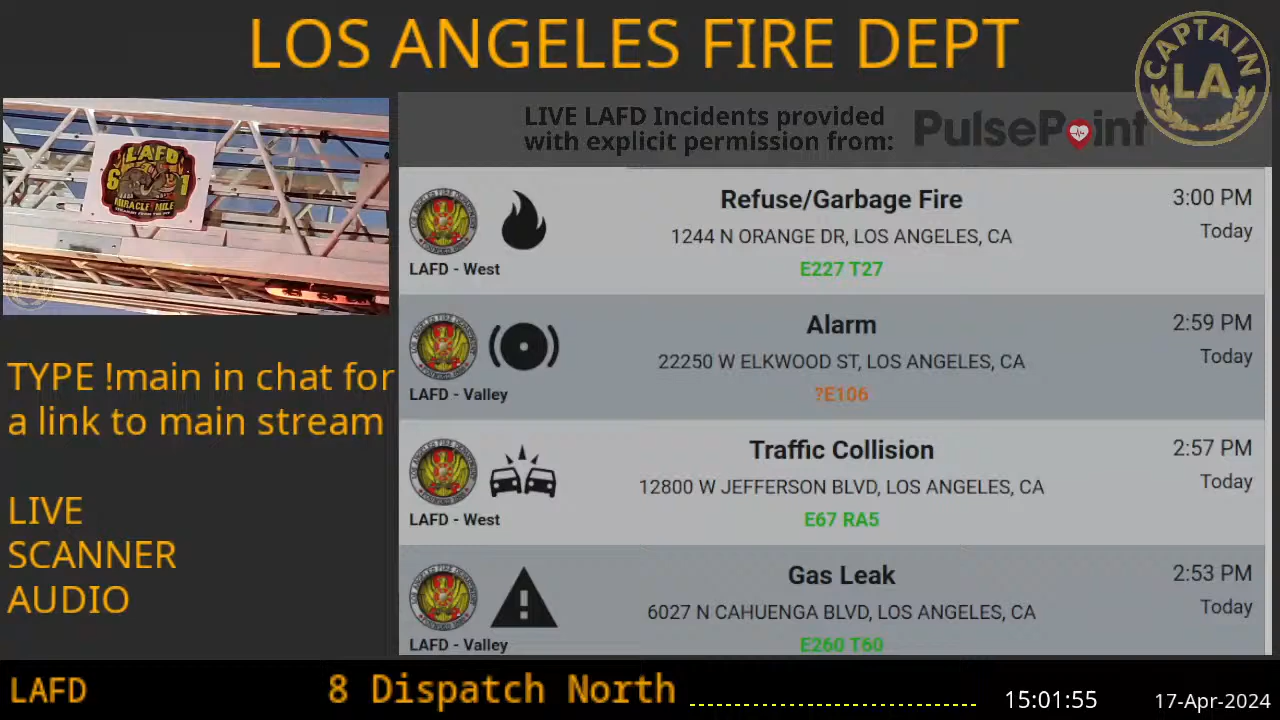 LOS ANGELES FIRE DEPT
CAPTAIN
LA
LIVE LAFD Incidents provided
with explicit permission from:
PulsePoint
LAFD
61
MIRACLE MILE
Refuse/Garbage Fire
3:00 PM
1244 N ORANGE DR, LOS ANGELES, CA
Today
LAFD - West
E227 T27
Alarm
2:59 PM
22250 W ELKWOOD ST, LOS ANGELES, CA
Today
LAFD - Valley
?E106
Traffic Collision
2:57 PM
12800 W JEFFERSON BLVD, LOS ANGELES, CA
Today
LAFD - West
E67 RA5
Gas Leak
2:53 PM
6027 N CAHUENGA BLVD, LOS ANGELES, CA
Today
LAFD - Valley
E260 T60
TYPE !main in chat for
a link to main stream
LIVE
SCANNER
AUDIO
LAFD
8 Dispatch North
15:01:55
17-Apr-2024